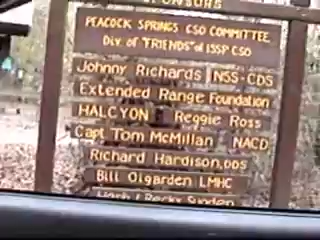 SPONSORS
PEACOCK SPRINGS CSO COMMITTEE
Div. of "FRIENDS" of ISSP CSO
Johnny Richards NSS-CDS
Extended Range Foundation
HALCYON Reggie Ross
Capt Tom McMillan NACD
Richard Hardison, DDS
Bill Oigarden LMHC